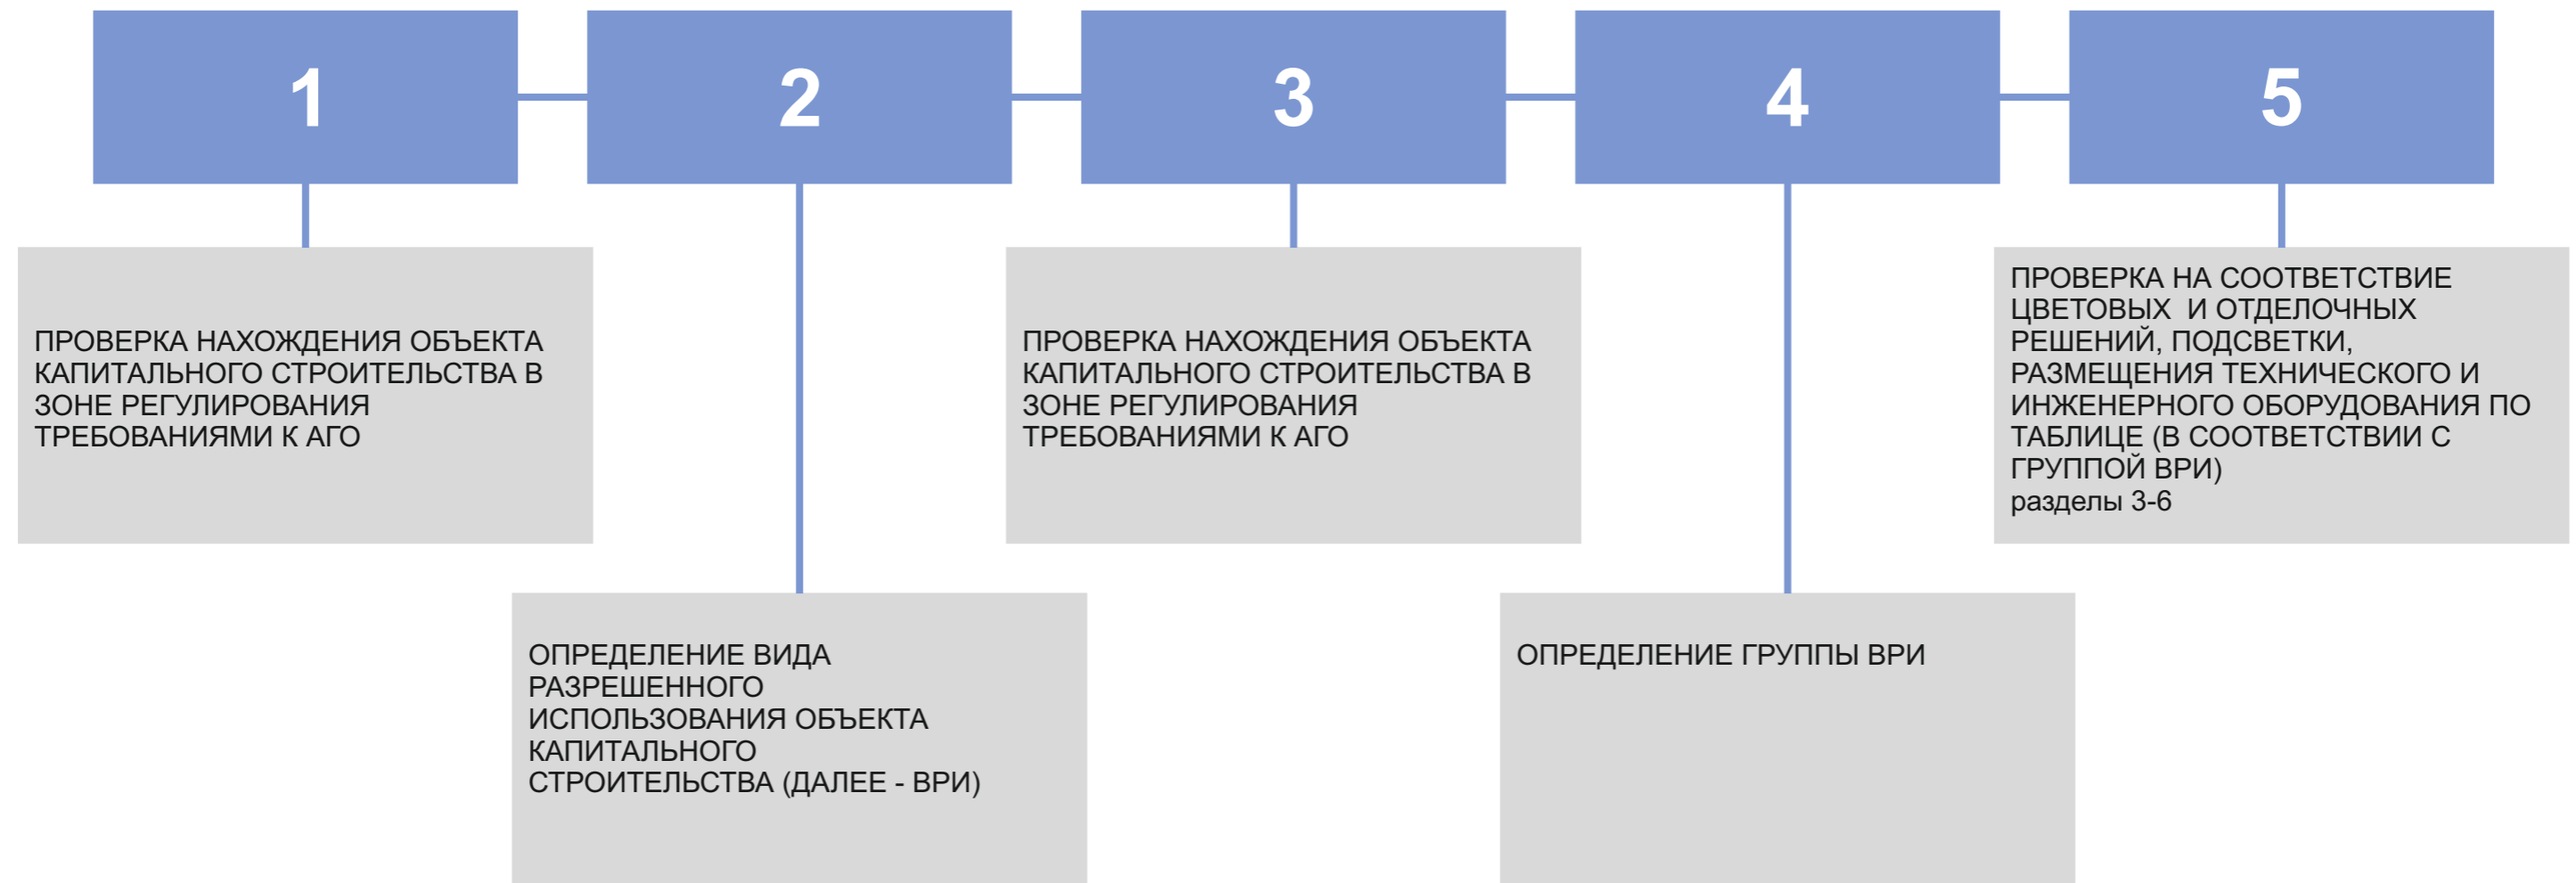 1
2
3
4
5
ПРОВЕРКА НАХОЖДЕНИЯ ОБЪЕКТА
КАПИТАЛЬНОГО СТРОИТЕЛЬСТВА В
ЗОНЕ РЕГУЛИРОВАНИЯ
ТРЕБОВАНИЯМИ К АГО
ОПРЕДЕЛЕНИЕ ВИДА
РАЗРЕШЕННОГО
ИСПОЛЬЗОВАНИЯ ОБЪЕКТА
КАПИТАЛЬНОГО
СТРОИТЕЛЬСТВА (ДАЛЕЕ - ВРИ)
ПРОВЕРКА НАХОЖДЕНИЯ ОБЪЕКТА
КАПИТАЛЬНОГО СТРОИТЕЛЬСТВА В
ЗОНЕ РЕГУЛИРОВАНИЯ
ТРЕБОВАНИЯМИ К АГО
ОПРЕДЕЛЕНИЕ ГРУППЫ ВРИ
ПРОВЕРКА НА СООТВЕТСТВИЕ
ЦВЕТОВЫХ И ОТДЕЛОЧНЫХ
РЕШЕНИЙ, ПОДСВЕТКИ,
РАЗМЕЩЕНИЯ ТЕХНИЧЕСКОГО И
ИНЖЕНЕРНОГО ОБОРУДОВАНИЯ ПО
ТАБЛИЦЕ (В СООТВЕТСТВИИ С
ГРУППОЙ ВРИ)
разделы 3-6